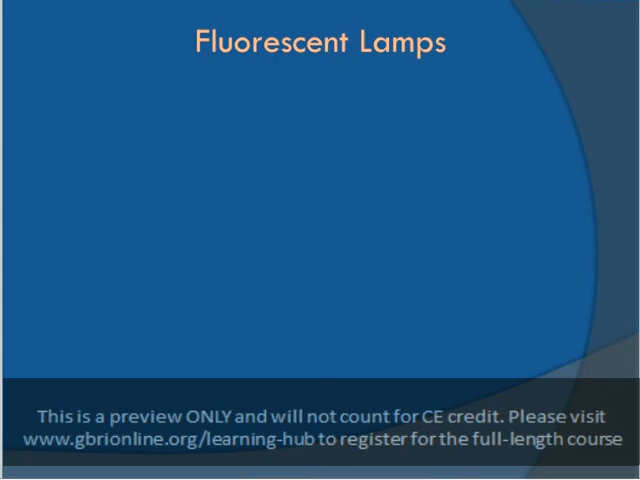 Fluorescent Lamps
This is a preview ONLY and will not count for CE credit. Please visit
www.gbrionline.org/learning-hub to register for the full-length course